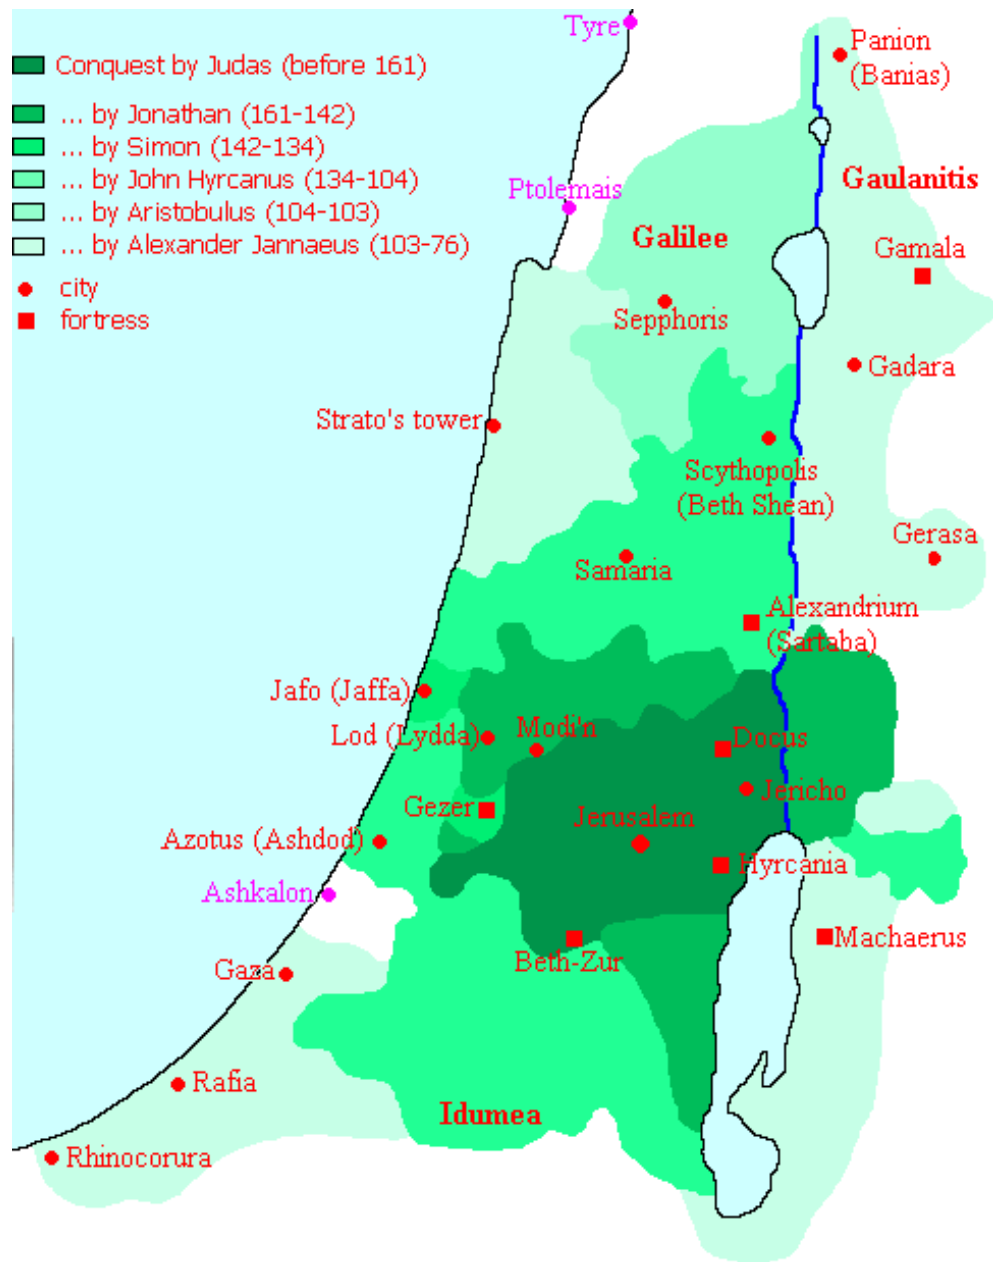 Tyre
Panion
(Banias)
Conquest by Judas (before 161)
... by Jonathan (161-142)
... by Simon (142-134)
... by John Hyrcanus (134-104)
... by Aristobulus (104-103)
... by Alexander Jannaeus (103-76)
city
fortress
Ptolemais
Gaulanitis
Galilee
Gamala
Sepphoris
Gadara
Strato's tower
Scythopolis
(Beth Shean)
Gerasa
Samaria
Alexandrium
(Sartaba)
Jafo (Jaffa)
Lod (Lydda)
Modi'n
Docus
Jericho
Gezer
Jerusalem
Azotus (Ashdod)
Hyrcania
Ashkalon
Machaerus
Beth-Zur
Gaza
Rafia
Idumea
Rhinocorura